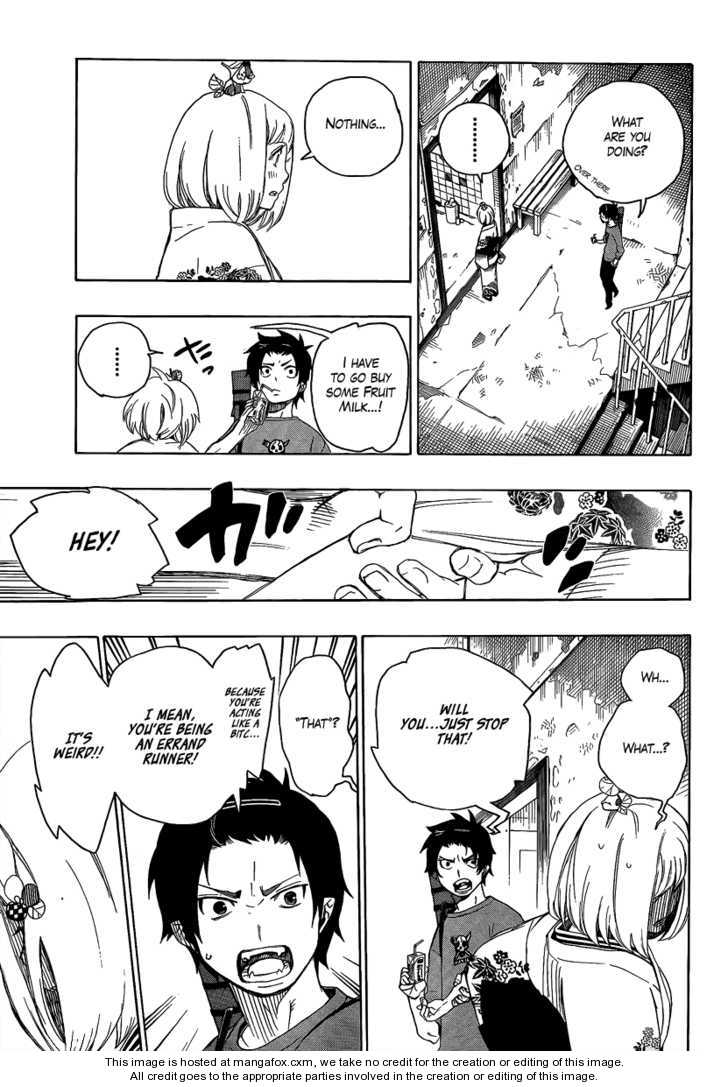 WHAT
ARE YOU
DOING?
OVER THERE.
.........
NOTHING...
I HAVE
TO GO BUY
SOME FRUIT
MILK...!
......
ガッ
HEY!
WH...
WHAT...?
WILL
YOU...JUST STOP
THAT!
"THAT"?
BECAUSE
YOU'RE
ACTING
LIKE A
BITC...
I MEAN,
YOU'RE BEING
AN ERRAND
RUNNER!
IT'S
WEIRD!!
This image is hosted at mangafox.cxm, we take no credit for the creation or editing of this image.
All credit goes to the appropriate parties involved in the creation or editing of this image.